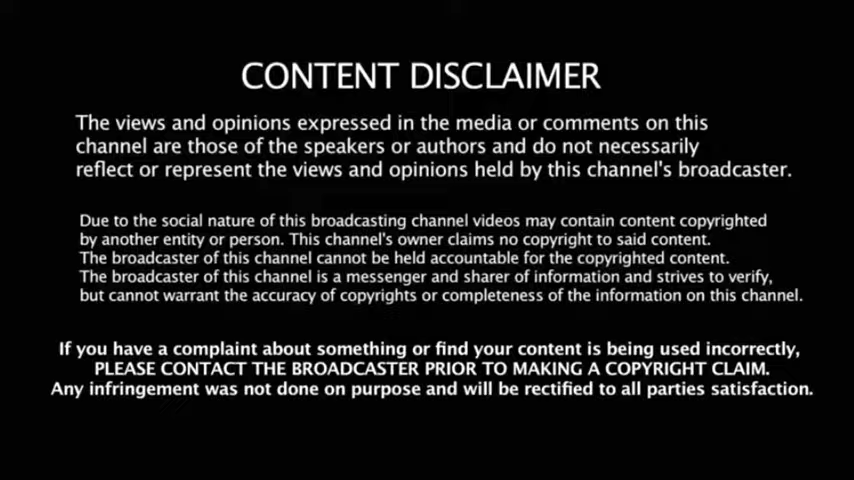 CONTENT DISCLAIMER
The views and opinions expressed in the media or comments on this
channel are those of the speakers or authors and do not necessarily
reflect or represent the views and opinions held by this channel's broadcaster.
Due to the social nature of this broadcasting channel videos may contain content copyrighted
by another entity or person. This channel's owner claims no copyright to said content.
The broadcaster of this channel cannot be held accountable for the copyrighted content.
The broadcaster of this channel is a messenger and sharer of information and strives to verify,
but cannot warrant the accuracy of copyrights or completeness of the information on this channel.
If you have a complaint about something or find your content is being used incorrectly,
PLEASE CONTACT THE BROADCASTER PRIOR TO MAKING A COPYRIGHT CLAIM.
Any infringement was not done on purpose and will be rectified to all parties satisfaction.